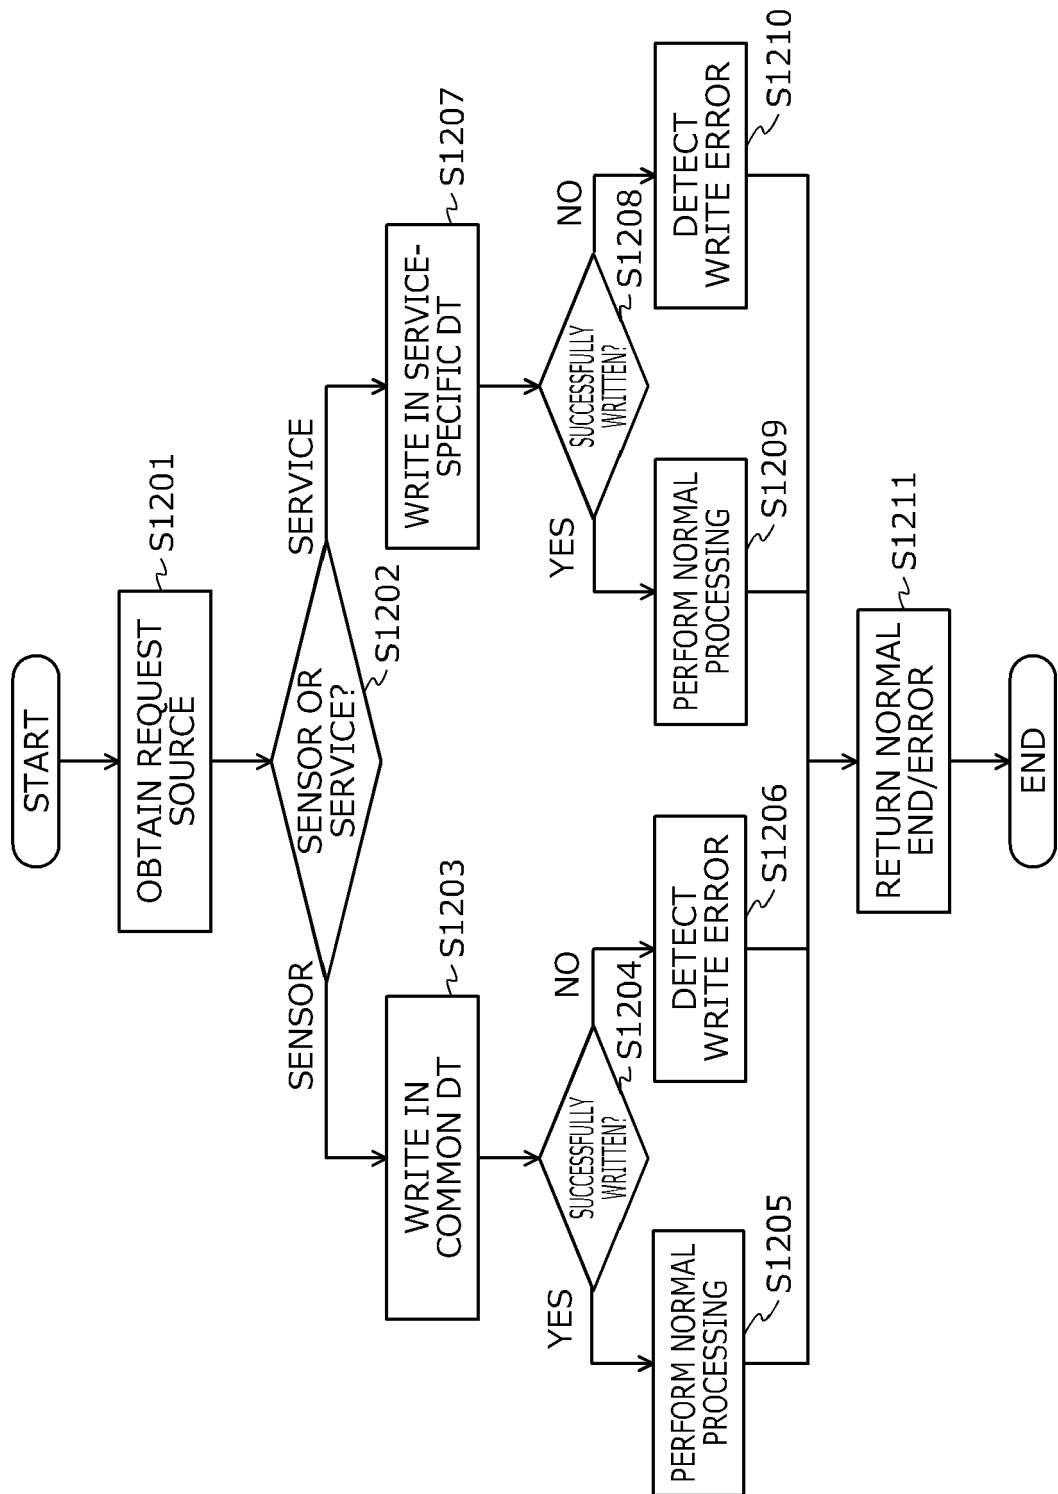 START
OBTAIN REQUEST
SOURCE
S1201
SENSOR OR
SERVICE?
S1202
SENSOR
SERVICE
WRITE IN
COMMON DT
S1203
SUCCESSFULLY
WRITTEN?
S1204
YES
NO
PERFORM NORMAL
PROCESSING
S1205
DETECT
WRITE ERROR
S1206
WRITE IN SERVICE-
SPECIFIC DT
S1207
SUCCESSFULLY
WRITTEN?
S1208
YES
NO
PERFORM NORMAL
PROCESSING
S1209
DETECT
WRITE ERROR
S1210
RETURN NORMAL
END/ERROR
S1211
END